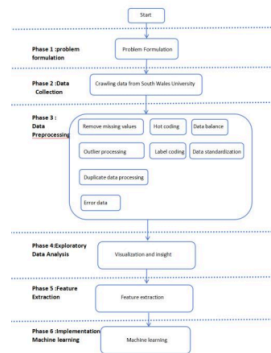 Start
Phase 1 :problem
formulation
Problem Formulation
Phase 2 :Data
Collection
Crawling data from South Wales University
Phase 3 :
Data
Preprocessing
Remove missing values
Hot coding
Data balance
Outlier processing
Label coding
Data standardization
Duplicate data processing
Error data
Phase 4:Exploratory
Data Analysis
Visualization and insight
Phase 5 :Feature
Extraction
Feature extraction
Phase 6 :Implementation
Machine learning
Machine learning